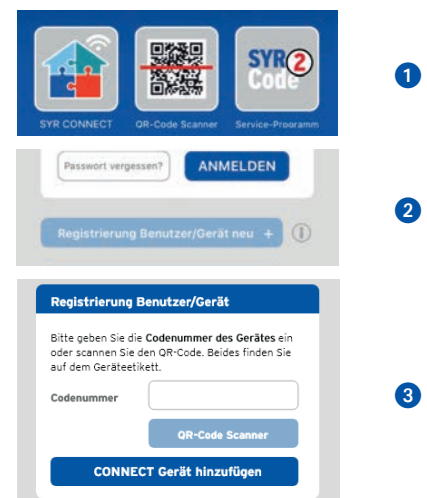 SYR
Code 2
SYR CONNECT
QR-Code Scanner
Service-Programm
1
Passwort vergessen?
ANMELDEN
Registrierung Benutzer/Gerät neu +
i
2
Registrierung Benutzer/Gerät
Bitte geben Sie die Codenummer des Gerätes ein
oder scannen Sie den QR-Code. Beides finden Sie
auf dem Geräteetikett.
Codenummer
QR-Code Scanner
CONNECT Gerät hinzufügen
3